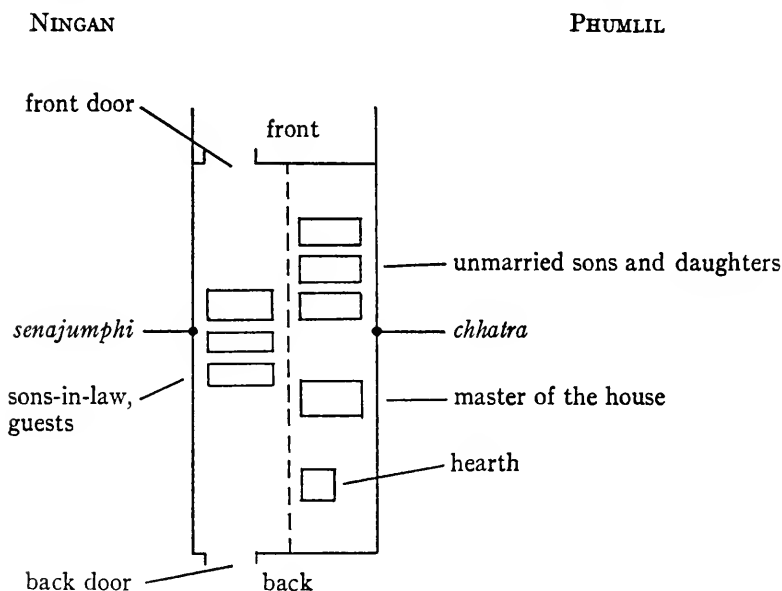 NINGAN
PHUMLIL
front door
front
unmarried sons and daughters
senajumphi
chhatra
sons-in-law,
guests
master of the house
hearth
back door
back